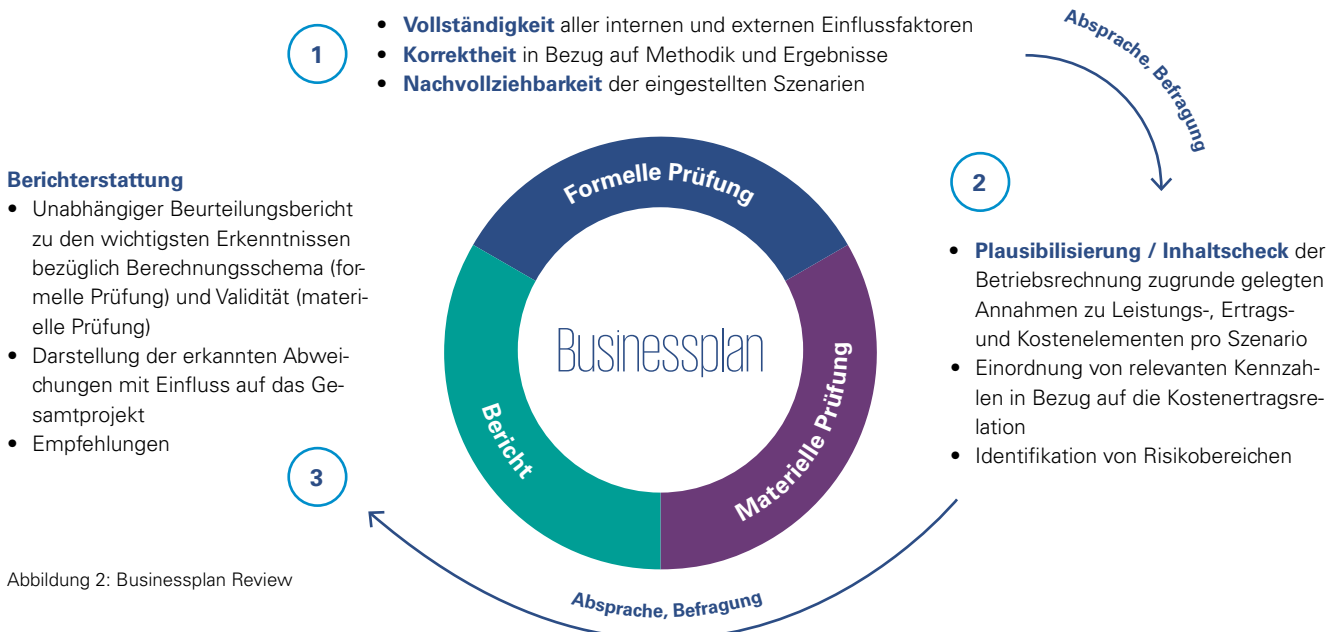 1
• Vollständigkeit aller internen und externen Einflussfaktoren
• Korrektheit in Bezug auf Methodik und Ergebnisse
• Nachvollziehbarkeit der eingestellten Szenarien
Absprache, Befragung
2
• Plausibilisierung / Inhaltscheck der
Betriebsrechnung zugrunde gelegten
Annahmen zu Leistungs-, Ertrags-
und Kostenelementen pro Szenario
• Einordnung von relevanten Kennzah-
len in Bezug auf die Kostenertragsre-
lation
• Identifikation von Risikobereichen
Formelle Prüfung
Materielle Prüfung
Bericht
Businessplan
Absprache, Befragung
Berichterstattung
• Unabhängiger Beurteilungsbericht
zu den wichtigsten Erkenntnissen
bezüglich Berechnungsschema (for-
melle Prüfung) und Validität (materi-
elle Prüfung)
• Darstellung der erkannten Abwei-
chungen mit Einfluss auf das Ge-
samtprojekt
• Empfehlungen
3
Abbildung 2: Businessplan Review